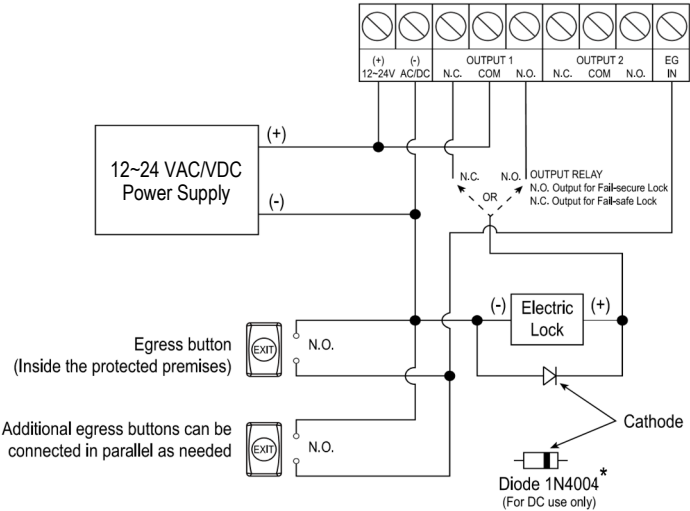 (+) (-) OUTPUT 1 OUTPUT 2 EG
12~24V AC/DC N.C. COM N.O. N.C. COM N.O. IN
(+)
12~24 VAC/VDC
Power Supply
(-)
N.C. N.O. OUTPUT RELAY
OR N.O. Output for Fail-secure Lock
N.C. Output for Fail-safe Lock
(-) Electric (+)
Lock
Egress button
(Inside the protected premises)
EXIT
N.O.
Cathode
Additional egress buttons can be
connected in parallel as needed
EXIT
N.O.
Diode 1N4004*
(For DC use only)